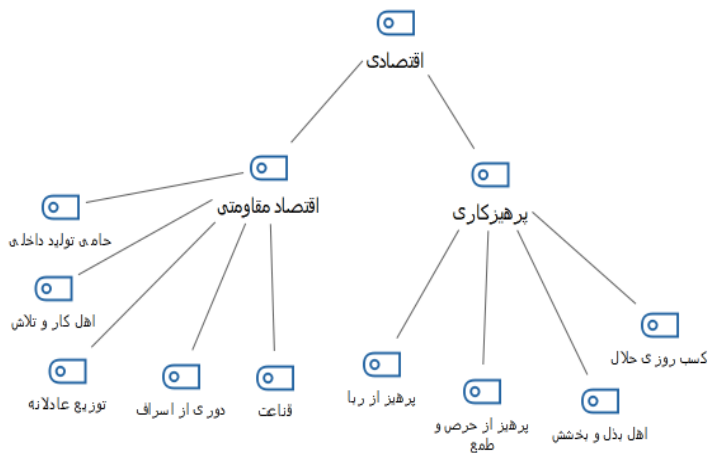 اقتصادی
پرهیزکاری
اقتصاد مقاومتی
کسب روزی حلال
اهل بذل و بخشش
پرهیز از حرص و
طمع
پرهیز از ربا
قناعت
دوری از اسراف
توزیع عادلانه
اهل کار و تلاش
حامی تولید داخلی